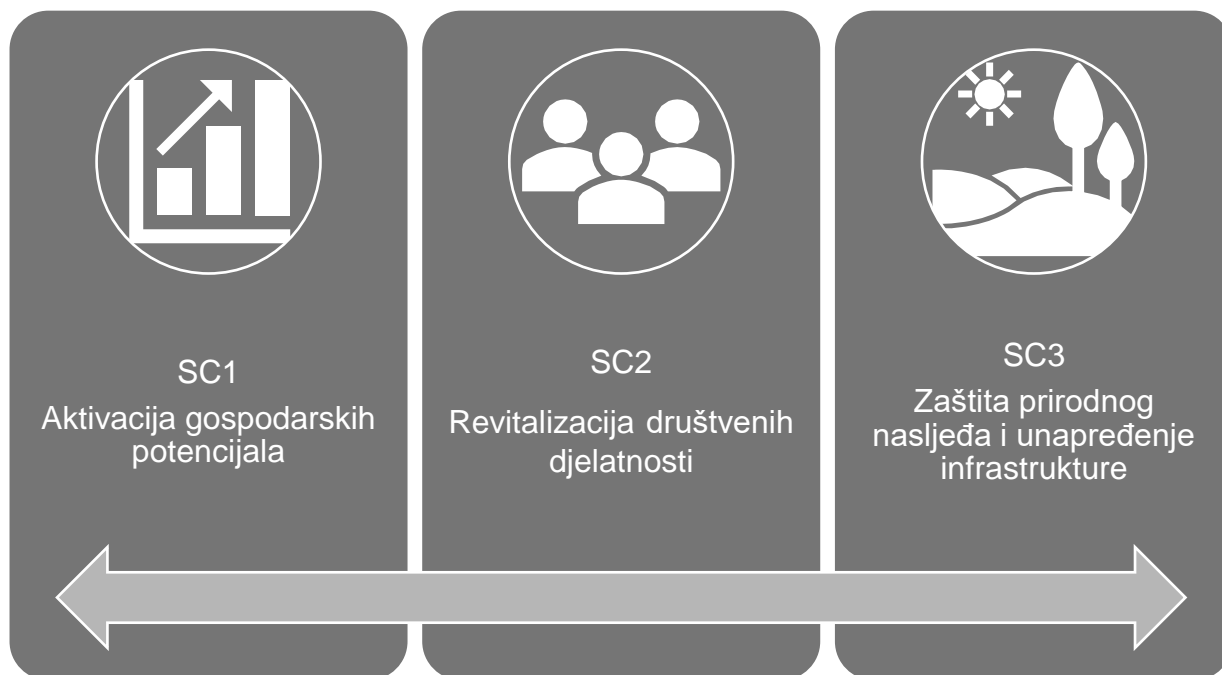 SC1
Aktivacija gospodarskih
potencijala
SC2
Revitalizacija društvenih
djelatnosti
SC3
Zaštita prirodnog
nasljeđa i unapređenje
infrastrukture